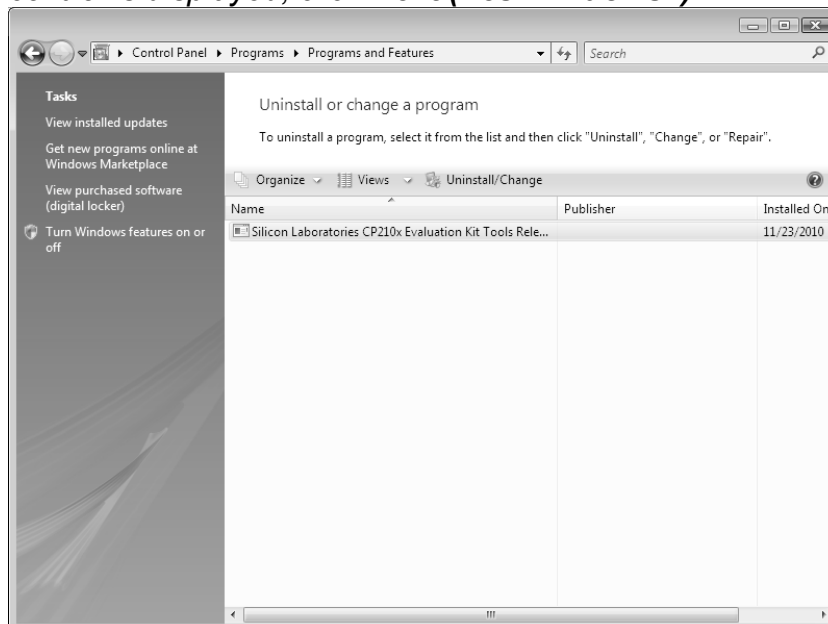 Control Panel ▸ Programs ▸ Programs and Features
Search
Tasks
View installed updates
Get new programs online at
Windows Marketplace
View purchased software
(digital locker)
Turn Windows features on or
off
Uninstall or change a program
To uninstall a program, select it from the list and then click "Uninstall", "Change", or "Repair".
Organize Views Uninstall/Change
Name Publisher Installed On
Silicon Laboratories CP210x Evaluation Kit Tools Rele... 11/23/2010